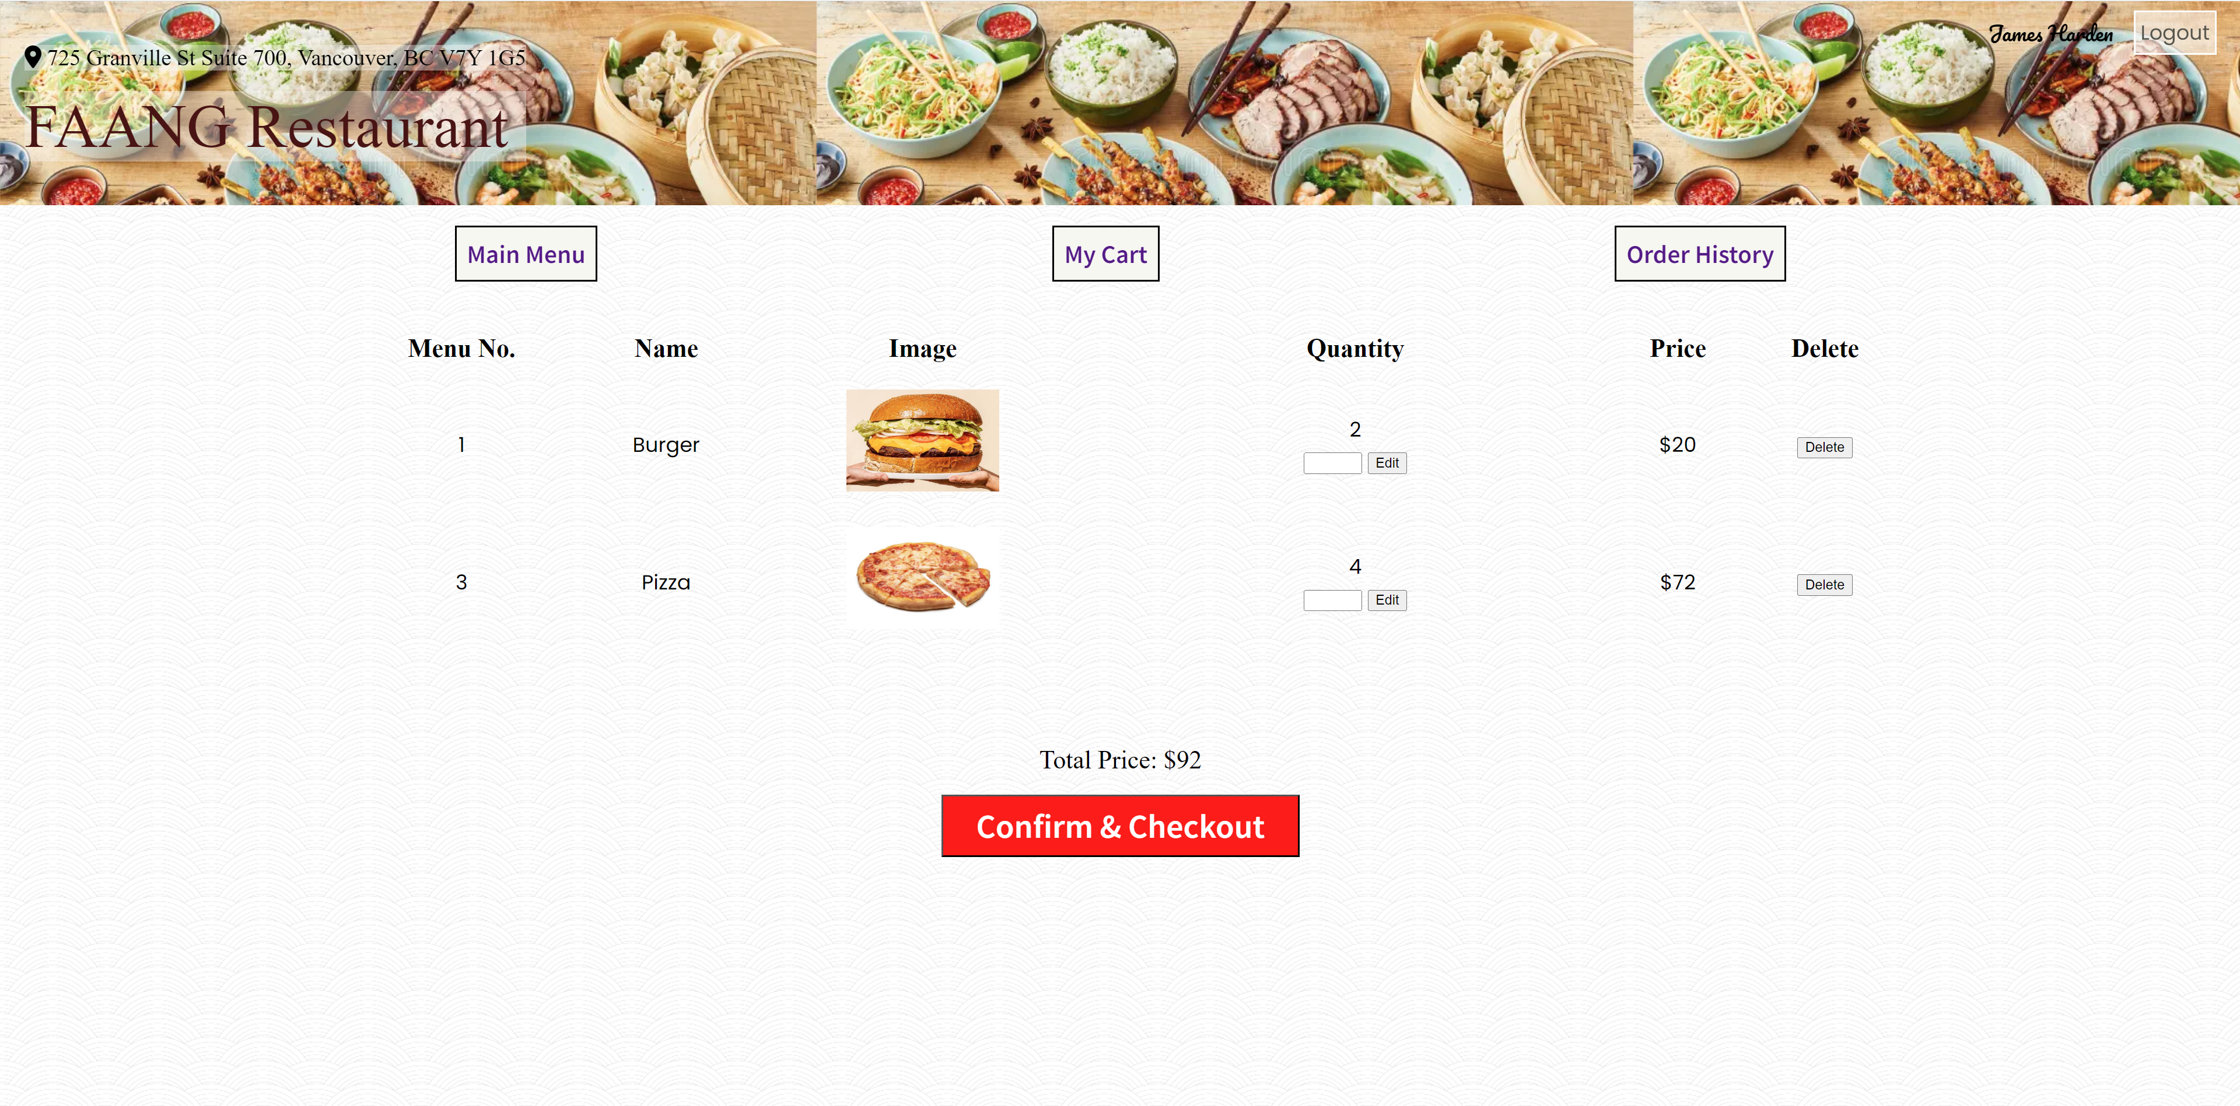 725 Granville St Suite 700, Vancouver, BC V7Y 1G5
James Harden
Logout
FAANG Restaurant
Main Menu
My Cart
Order History
Menu No. Name Image Quantity Price Delete
1 Burger 2 $20 Delete
Edit
3 Pizza 4 $72 Delete
Edit
Total Price: $92
Confirm & Checkout